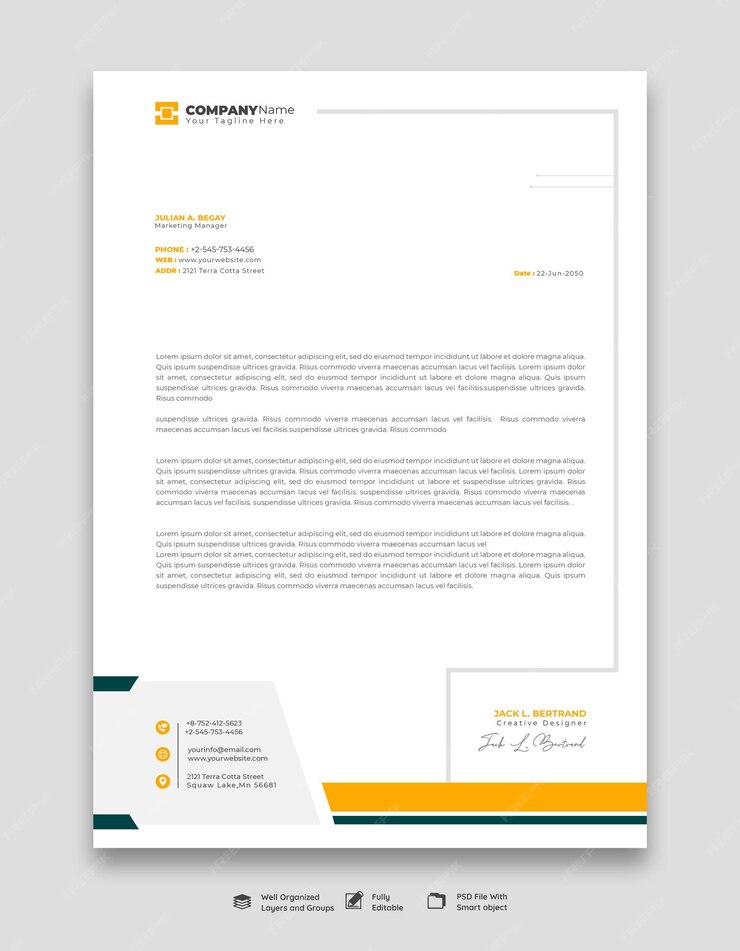 COMPANYName
Your Tagline Here
JULIAN A. BEGAY
Marketing Manager
PHONE : +2-545-753-4456
WEB : www.yourwebsite.com
ADDR : 2121 Terra Cotta Street
Date : 22-Jun-2050
Lorem ipsum dolor sit amet, consectetur adipiscing elit, sed do eiusmod tempor incididunt ut labore et dolore magna aliqua.
Quis ipsum suspendisse ultrices gravida. Risus commodo viverra maecenas accumsan lacus vel facilisis. Lorem ipsum dolor
sit amet, consectetur adipiscing elit, sed do eiusmod tempor incididunt ut labore et dolore magna aliqua. Quis ipsum
suspendisse ultrices gravida. Risus commodo viverra maecenas accumsan lacus vel facilisis.suspendisse ultrices gravida.
Risus commodo
suspendisse ultrices gravida. Risus commodo viverra maecenas accumsan lacus vel facilisis. Risus commodo viverra
maecenas accumsan lacus vel facilisis.suspendisse ultrices gravida. Risus commodo
Lorem ipsum dolor sit amet, consectetur adipiscing elit, sed do eiusmod tempor incididunt ut labore et dolore magna aliqua.
Quis ipsum suspendisse ultrices gravida. Risus commodo viverra maecenas accumsan lacus vel facilisis. Lorem ipsum dolor
sit amet, consectetur adipiscing elit, sed do eiusmod tempor incididunt ut labore et dolore magna aliqua. Quis ipsum
suspendisse ultrices gravida. Risus commodo viverra maecenas accumsan lacus vel facilisis. suspendisse ultrices gravida. Risus
commodo viverra maecenas accumsan lacus vel facilisis. suspendisse ultrices gravida. Risus commodo viverra maecenas
accumsan lacus vel facilisis. suspendisse ultrices gravida. Risus commodo viverra maecenas accumsan lacus vel facilisis. .
Lorem ipsum dolor sit amet, consectetur adipiscing elit, sed do eiusmod tempor incididunt ut labore et dolore magna aliqua.
Quis ipsum suspendisse ultrices gravida. Risus commodo viverra maecenas accumsan lacus vel
Lorem ipsum dolor sit amet, consectetur adipiscing elit, sed do eiusmod tempor incididunt ut labore et dolore magna aliqua.
Quis ipsum suspendisse ultrices gravida. Risus commodo viverra maecenas accumsan lacus vel facilisis. Lorem ipsum dolor
sit amet, consectetur adipiscing elit, sed do eiusmod tempor incididunt ut labore et dolore magna aliqua. Quis ipsum
suspendisse ultrices gravida. Risus commodo viverra maecenas accumsan lacus vel facilisis.
JACK L. BERTRAND
Creative Designer
Jack L. Bertrand
+8-752-412-5623
+2-545-753-4456
yourinfo@email.com
www.yourwebsite.com
2121 Terra Cotta Street
Squaw Lake,Mn 56681
Well Organized
Layers and Groups
Fully
Editable
PSD File With
Smart object